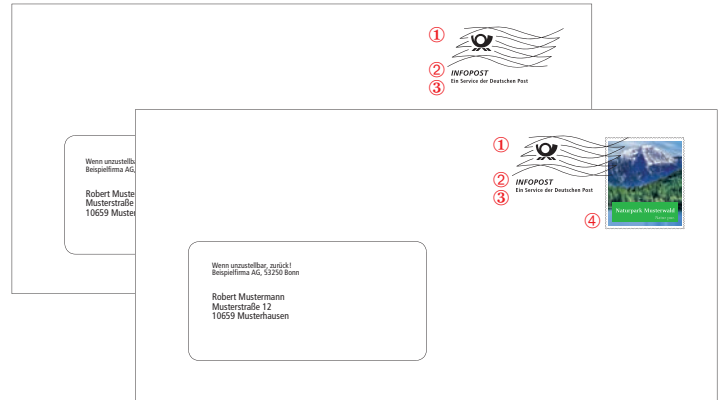 ①
②
INFOPOST
③
Ein Service der Deutschen Post
Wenn unzustellba
Beispielfirma AG,
Robert Muste
Musterstraße
10659 Muster
①
②
INFOPOST
③
Ein Service der Deutschen Post
Naturpark Musterwald
④
Wenn unzustellbar, zurück!
Beispielfirma AG, 53250 Bonn
Robert Mustermann
Musterstraße 12
10659 Musterhausen